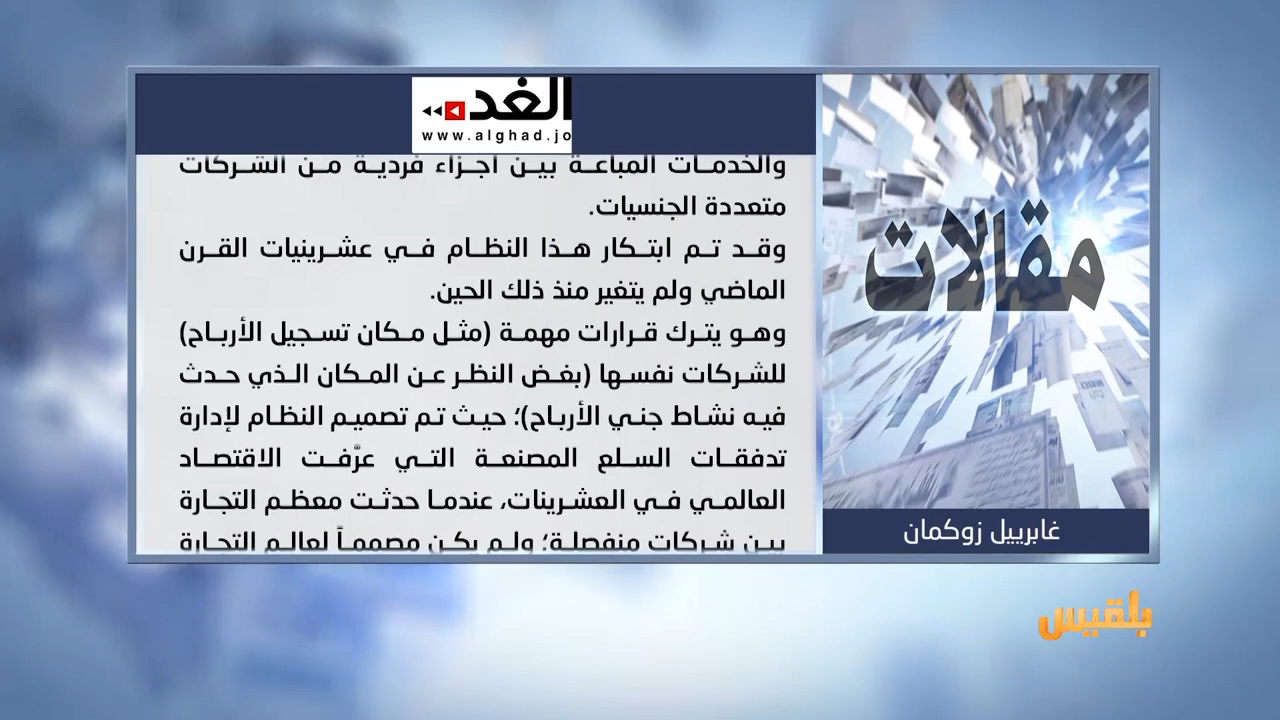 الغد
www.alghad.jo
والخدمات المباعة بين أجزاء فردية من الشركات
متعددة الجنسيات.
وقد تم ابتكار هذا النظام في عشرينيات القرن
الماضي ولم يتغير منذ ذلك الحين.
وهو يترك قرارات مهمة (مثل مكان تسجيل الأرباح)
للشركات نفسها (بغض النظر عن المكان الذي حدث
فيه نشاط جني الأرباح)؛ حيث تم تصميم النظام لإدارة
تدفقات السلع المصنعة التي عرَّفت الاقتصاد
العالمي في العشرينات، عندما حدثت معظم التجارة
بين شركات منفصلة؛ ولم يكن مصمماً لعالم التجارة
مقالات
غابرييل زوكمان
بلقيس